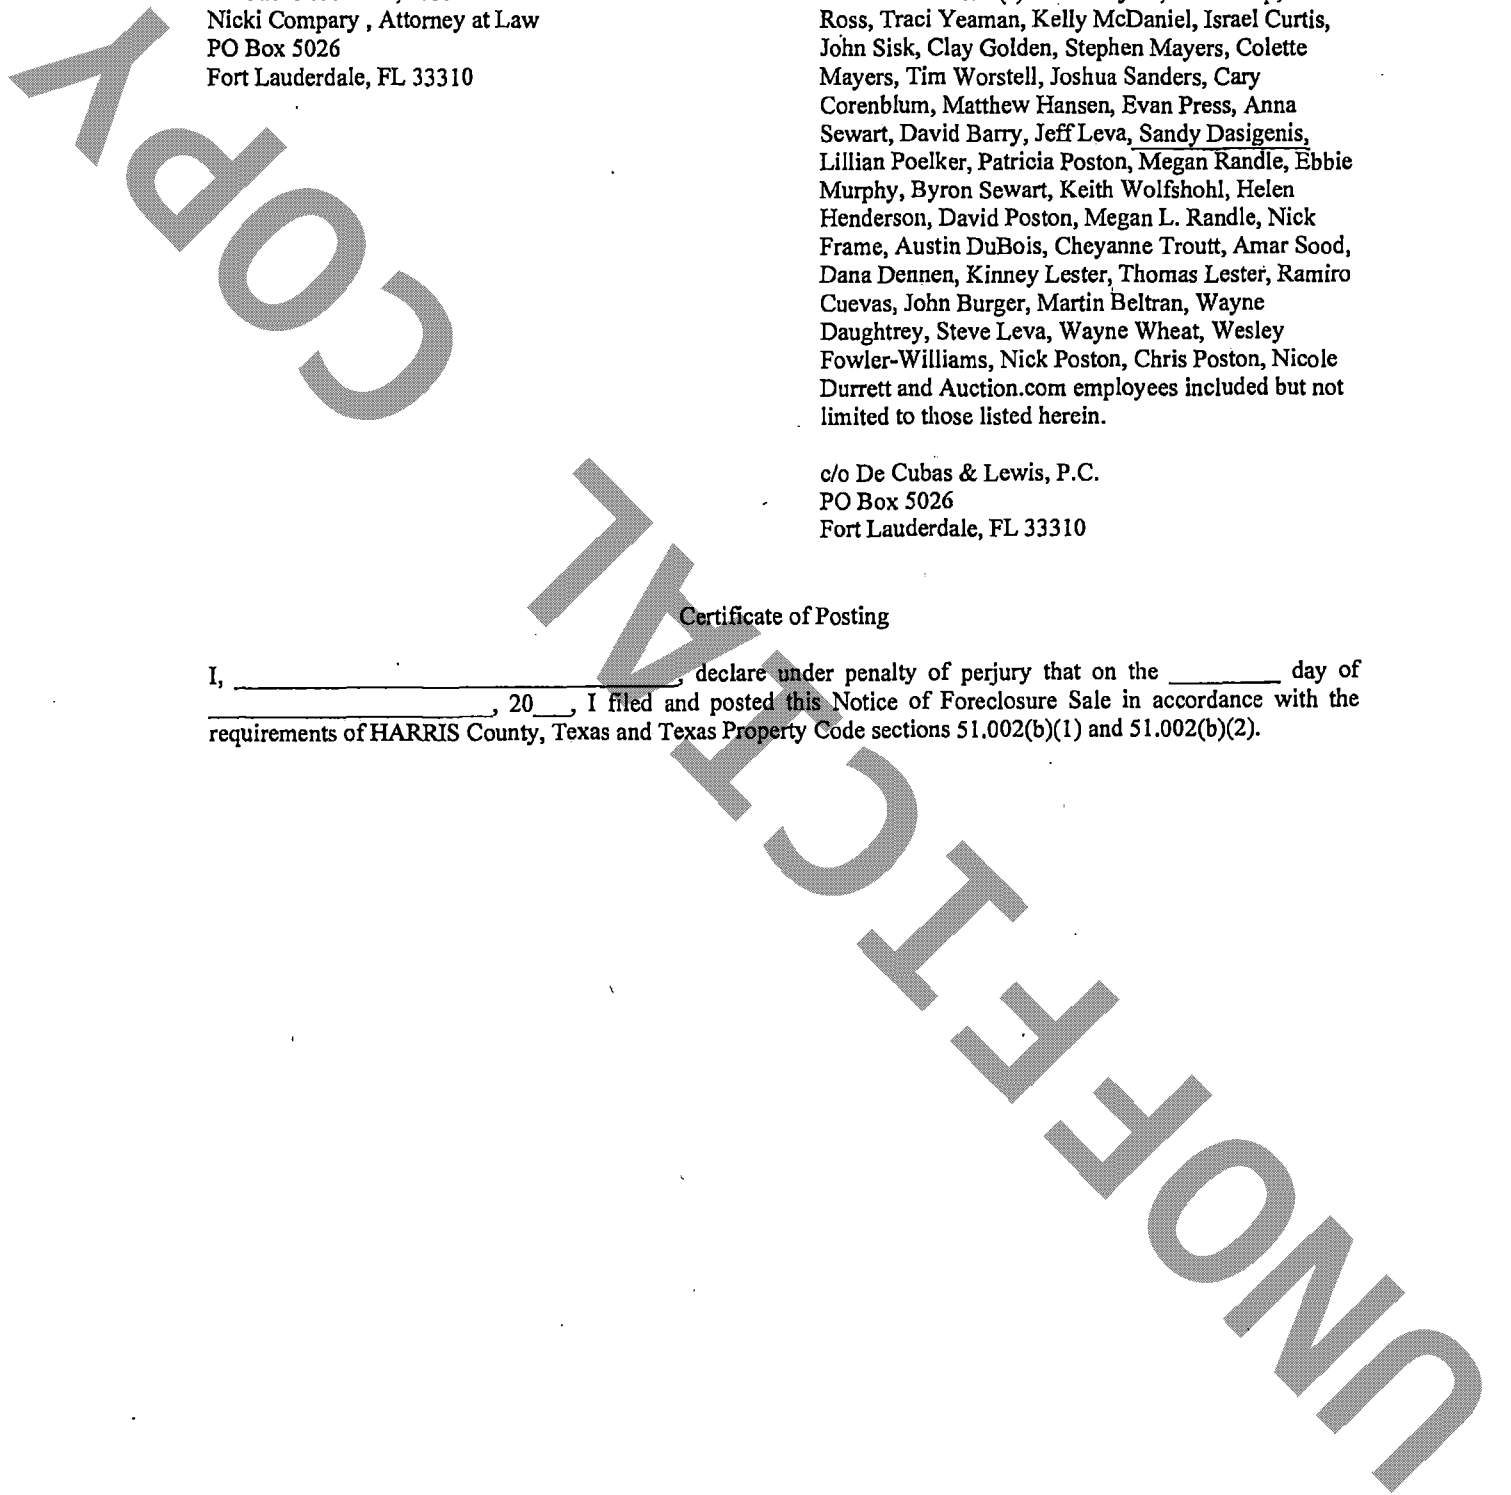 Nicki Compary , Attorney at Law
PO Box 5026
Fort Lauderdale, FL 33310
Ross, Traci Yeaman, Kelly McDaniel, Israel Curtis,
John Sisk, Clay Golden, Stephen Mayers, Colette
Mayers, Tim Worstell, Joshua Sanders, Cary
Corenblum, Matthew Hansen, Evan Press, Anna
Sewart, David Barry, Jeff Leva, Sandy Dasigenis,
Lillian Poelker, Patricia Poston, Megan Randle, Ebbie
Murphy, Byron Sewart, Keith Wolfshohl, Helen
Henderson, David Poston, Megan L. Randle, Nick
Frame, Austin DuBois, Cheyanne Troutt, Amar Sood,
Dana Dennen, Kinney Lester, Thomas Lester, Ramiro
Cuevas, John Burger, Martin Beltran, Wayne
Daughtrey, Steve Leva, Wayne Wheat, Wesley
Fowler-Williams, Nick Poston, Chris Poston, Nicole
Durrett and Auction.com employees included but not
limited to those listed herein.
c/o De Cubas & Lewis, P.C.
PO Box 5026
Fort Lauderdale, FL 33310
Certificate of Posting
I, ____________________, declare under penalty of perjury that on the ________ day of
____________________, 20___, I filed and posted this Notice of Foreclosure Sale in accordance with the
requirements of HARRIS County, Texas and Texas Property Code sections 51.002(b)(1) and 51.002(b)(2).
UNOFFICIAL COPY